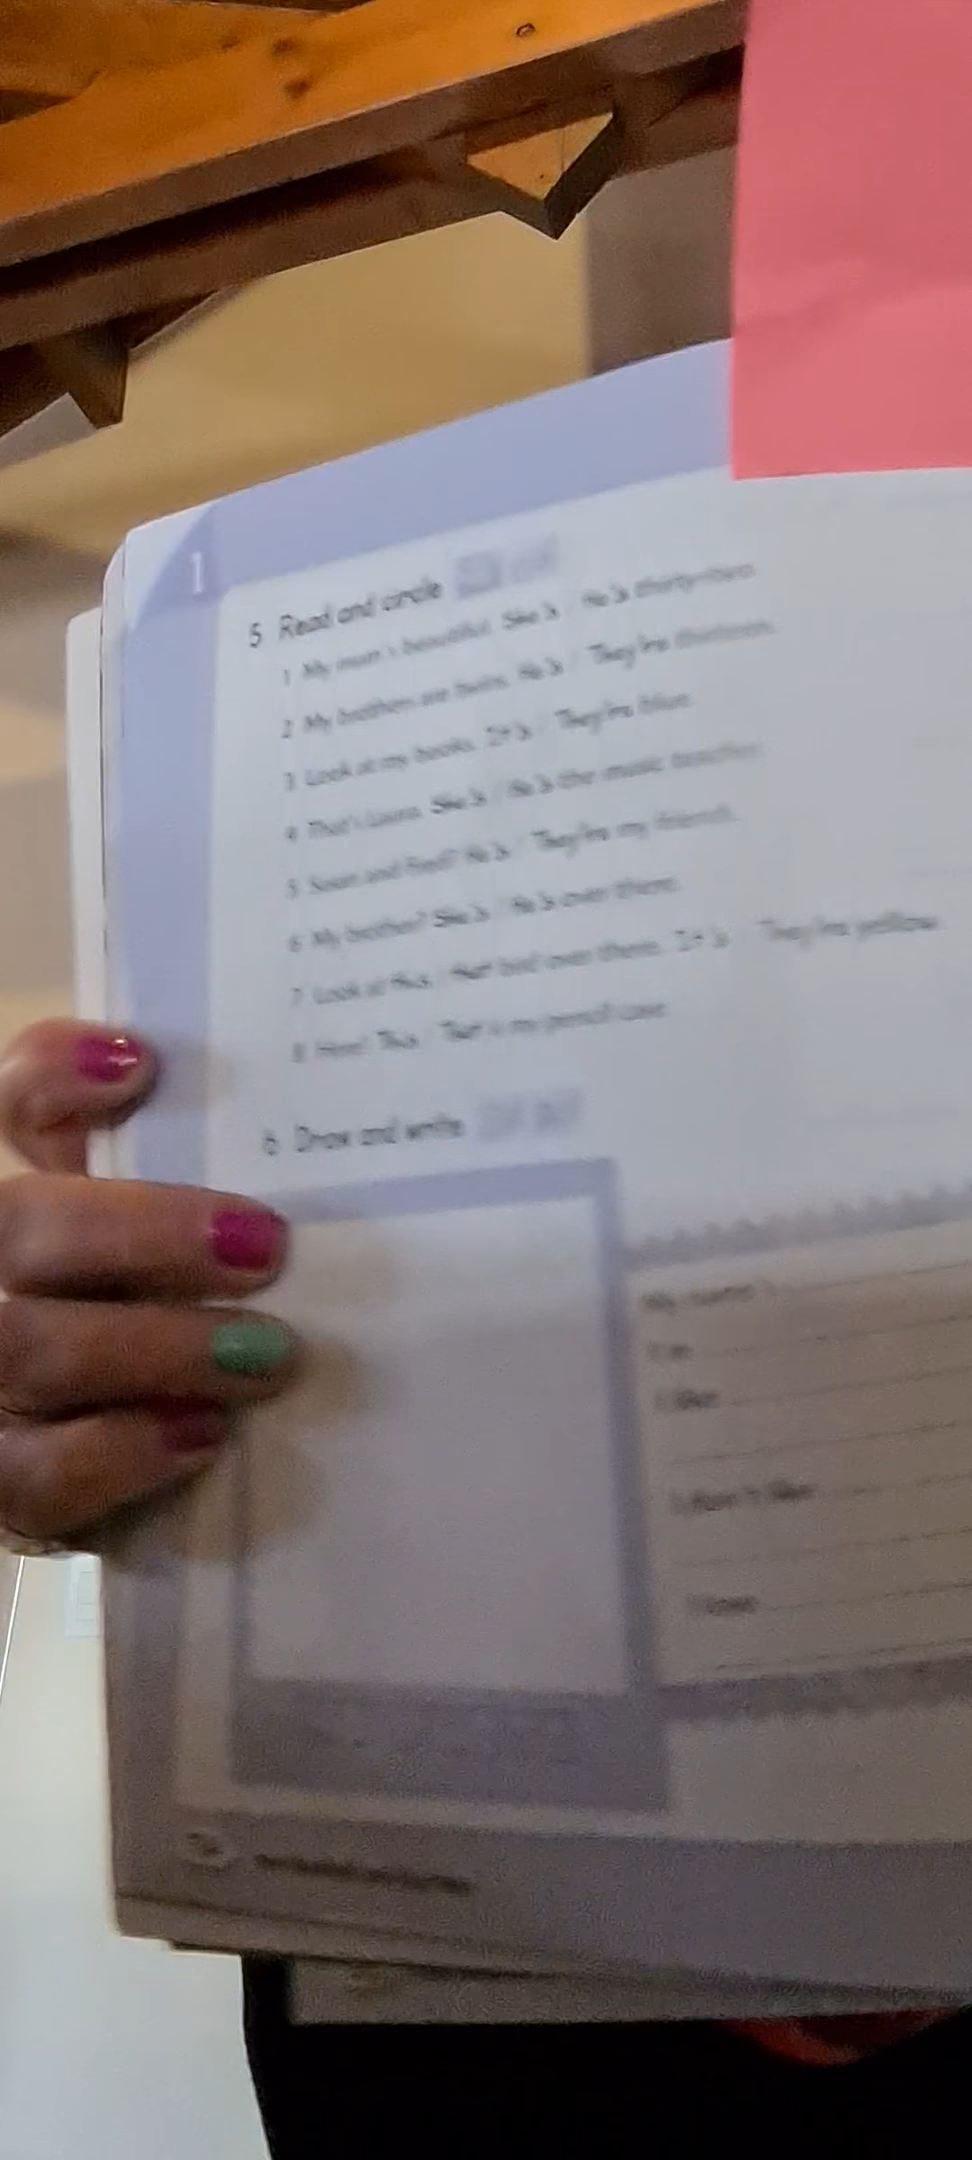 1
5 Read and circle
1 My mum's beautiful. She's / He's thirty-two.
2 My brothers are twins. He's / They're thirteen.
3 Look at my books. It's / They're blue.
4 That's Laura. She's / He's the music teacher.
5 Sean and Fred? He's / They're my friends.
6 My brother? She's / He's over there.
7 Look at this / that bird over there. It's / They're yellow.
8 Here! This / That's my pencil case.
6 Draw and write
My name's
I'm
I like
I don't like
I love